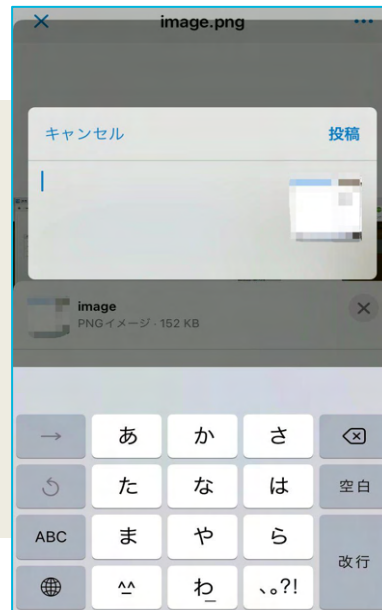 image.png
キャンセル 投稿
image
PNGイメージ · 152 KB
→ あ か さ
た な は 空白
ABC ま や ら
改行
^^ わ_ 、。?!